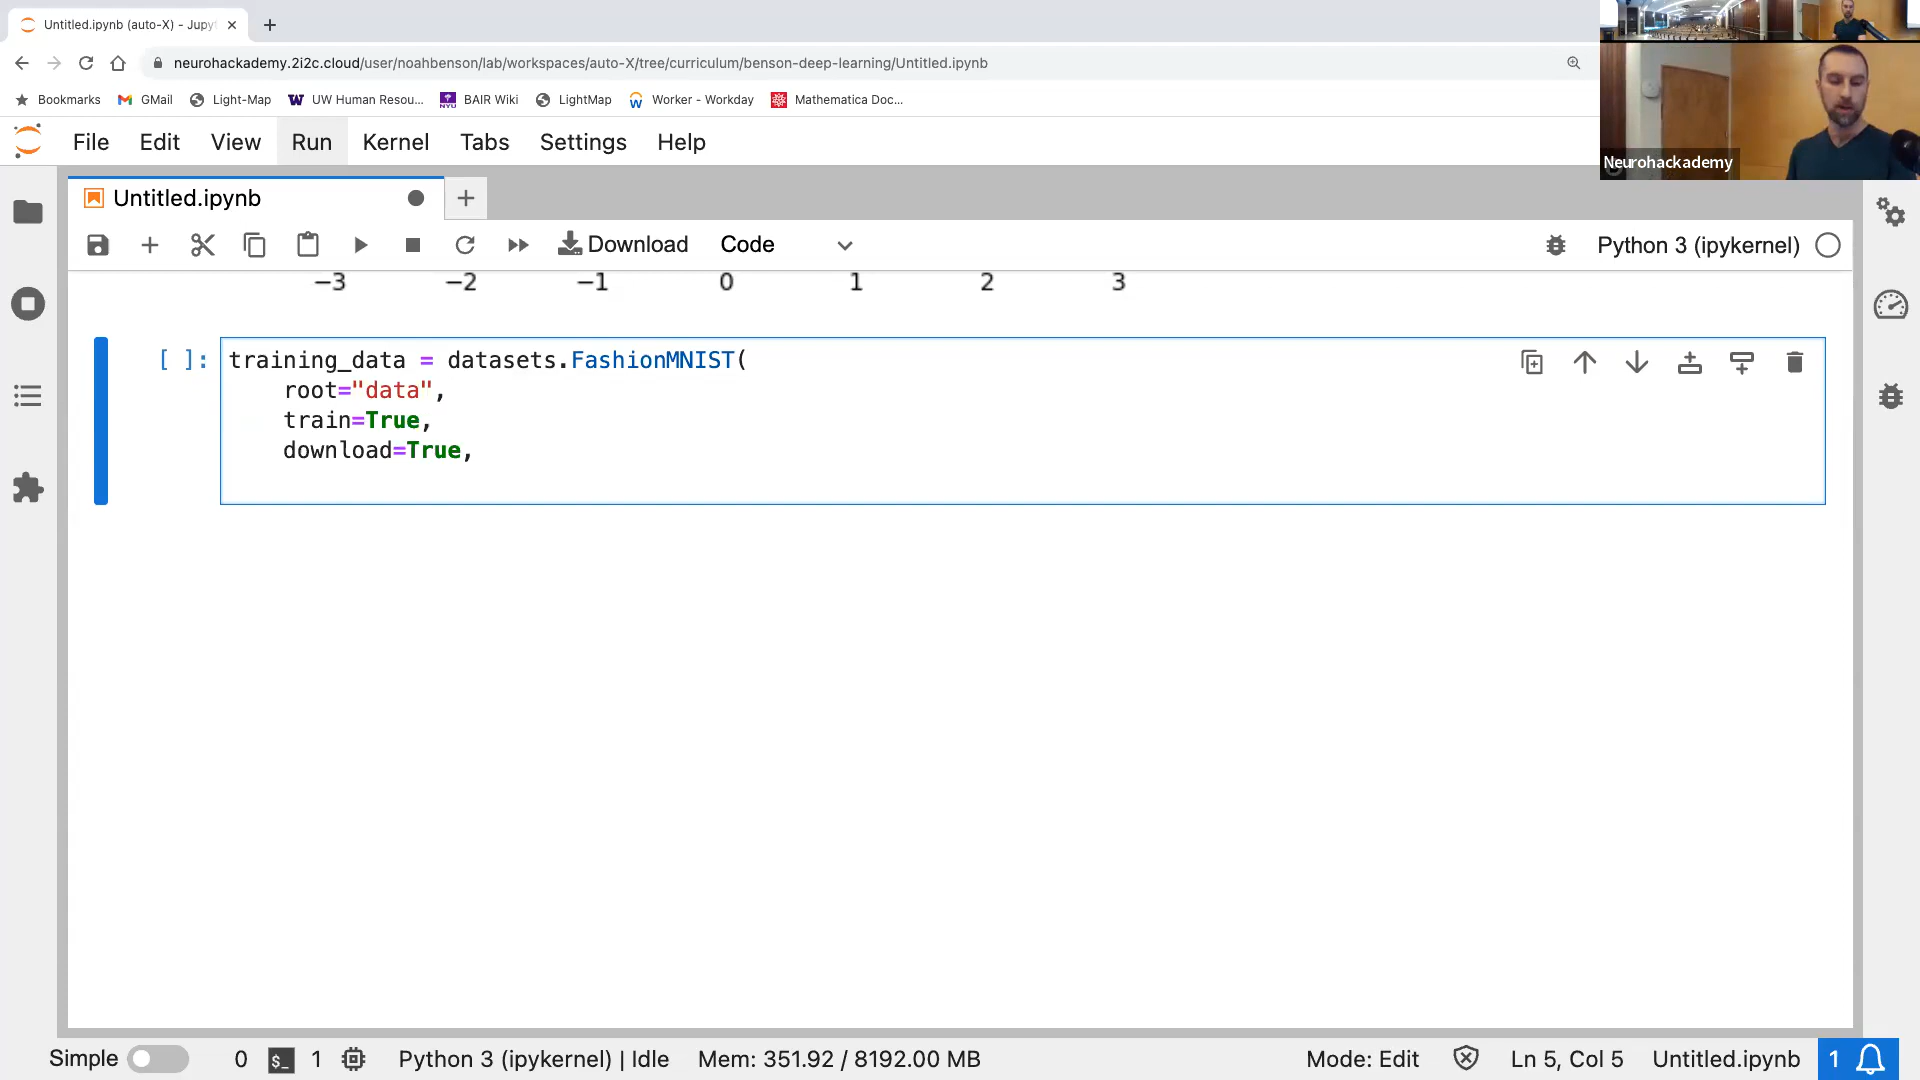 Untitled.ipynb (auto-X) - Jupyt
neurohackademy.2i2c.cloud/user/noahbenson/lab/workspaces/auto-X/tree/curriculum/benson-deep-learning/Untitled.ipynb
Bookmarks GMail Light-Map UW Human Resou... BAIR Wiki LightMap Worker - Workday Mathematica Doc...
File Edit View Run Kernel Tabs Settings Help
Neurohackademy
Untitled.ipynb
Download Code Python 3 (ipykernel)
−3 −2 −1 0 1 2 3
[ ]: training_data = datasets.FashionMNIST(
root="data",
train=True,
download=True,
Simple 0 $_ 1 Python 3 (ipykernel) | Idle Mem: 351.92 / 8192.00 MB Mode: Edit Ln 5, Col 5 Untitled.ipynb 1